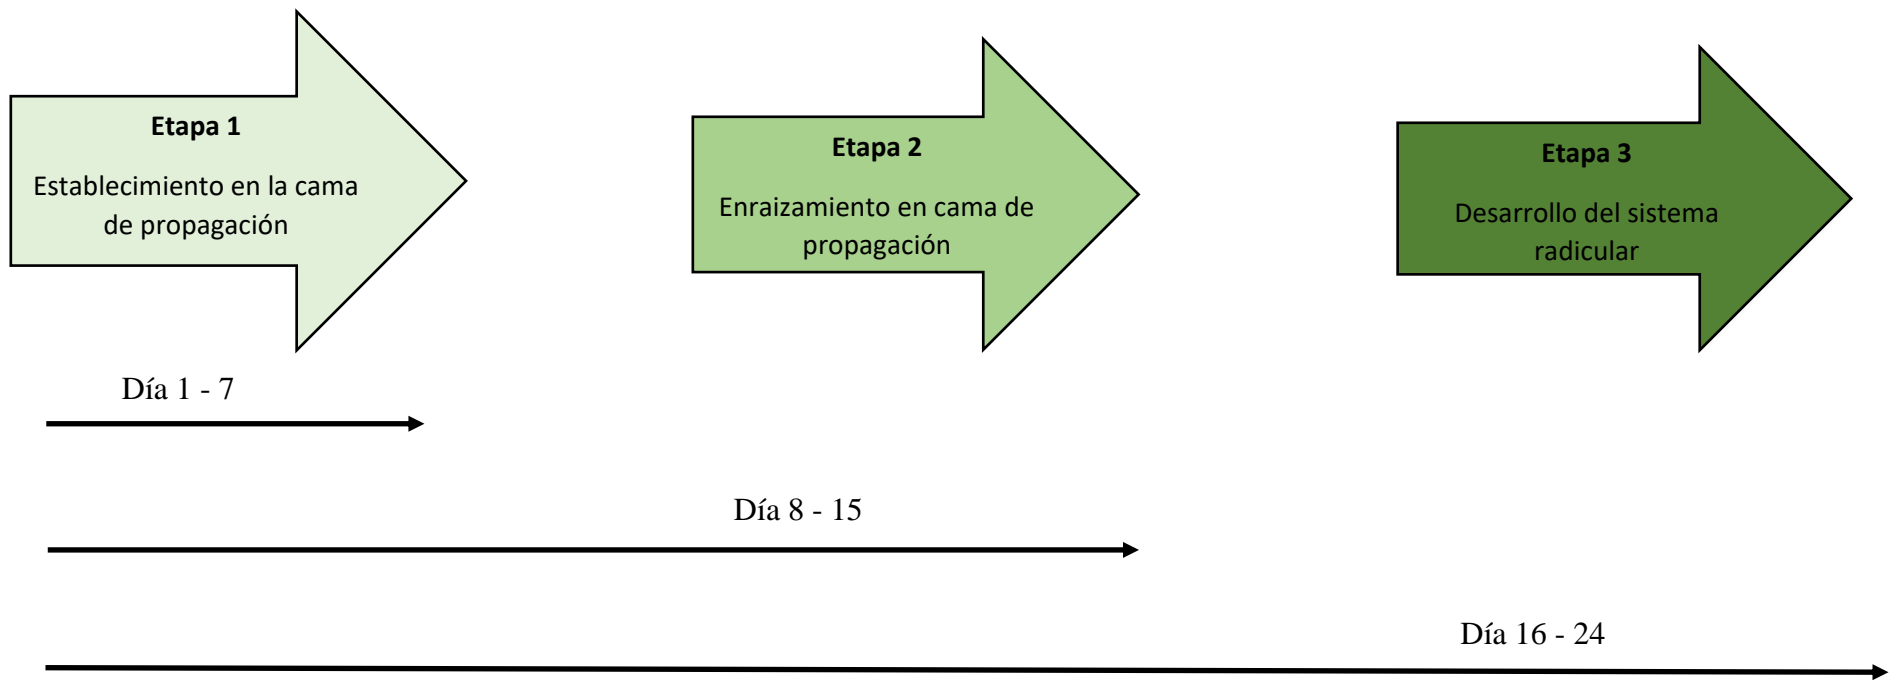 Etapa 1
Establecimiento en la cama
de propagación
Etapa 2
Enraizamiento en cama de
propagación
Etapa 3
Desarrollo del sistema
radicular
Día 1 - 7
Día 8 - 15
Día 16 - 24